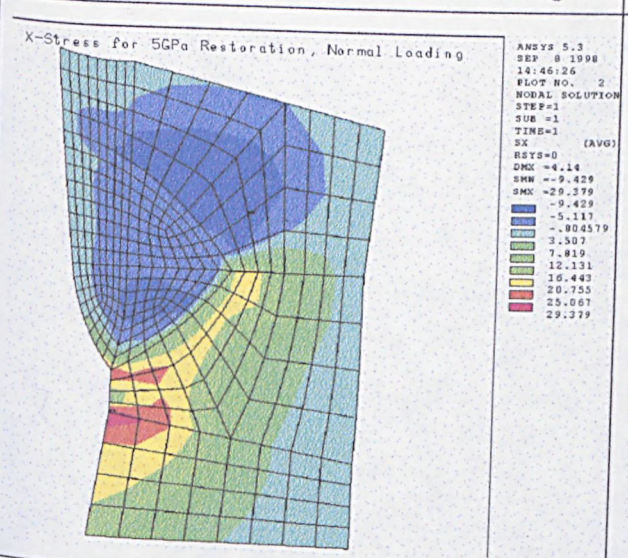 X-Stress for 5GPa Restoration, Normal Loading
ANSYS 5.3
SEP 8 1998
14:46:26
PLOT NO. 2
NODAL SOLUTION
STEP=1
SUB =1
TIME=1
SX (AVG)
RSYS=0
DMX =4.14
SMN =-9.429
SMX =29.379
-9.429
-5.117
-.804579
3.507
7.819
12.131
16.443
20.755
25.067
29.379